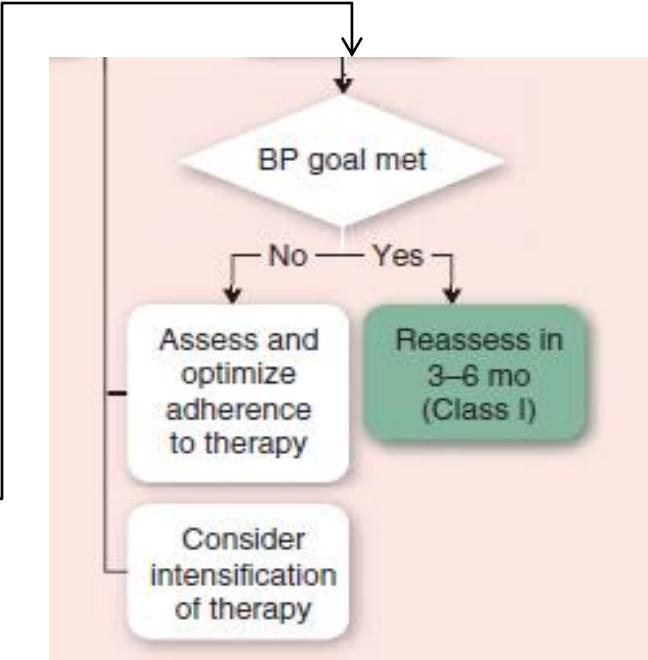 BP goal met
No
Yes
Assess and
optimize
adherence
to therapy
Reassess in
3–6 mo
(Class I)
Consider
intensification
of therapy